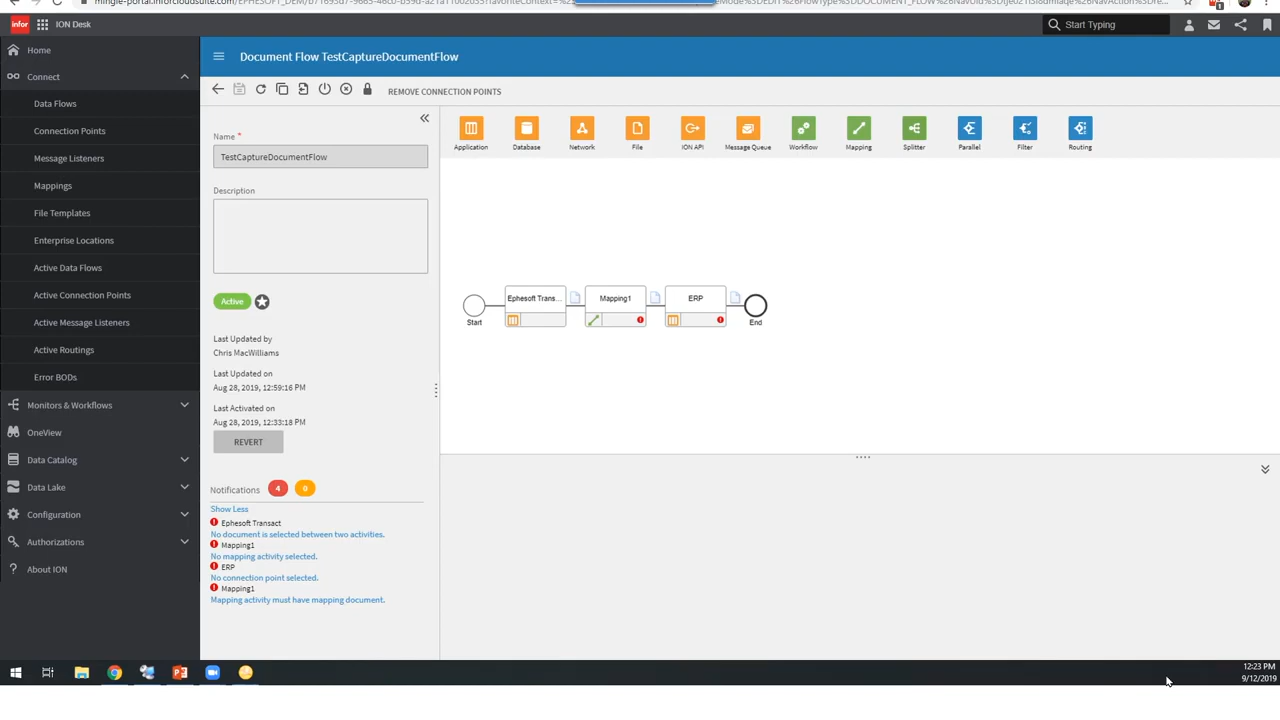 infor
ION Desk
Start Typing
Home
Connect
Data Flows
Connection Points
Message Listeners
Mappings
File Templates
Enterprise Locations
Active Data Flows
Active Connection Points
Active Message Listeners
Active Routings
Error BODs
Monitors & Workflows
OneView
Data Catalog
Data Lake
Configuration
Authorizations
About ION
Document Flow TestCaptureDocumentFlow
REMOVE CONNECTION POINTS
Name *
TestCaptureDocumentFlow
Description
Active
Last Updated by
Chris MacWilliams
Last Updated on
Aug 28, 2019, 12:59:16 PM
Last Activated on
Aug 28, 2019, 12:33:18 PM
REVERT
Notifications 4 0
Show Less
Ephesoft Transact
No document is selected between two activities.
Mapping1
No mapping activity selected.
ERP
No connection point selected.
Mapping1
Mapping activity must have mapping document.
Application Database Network File ION API Message Queue Workflow Mapping Splitter Parallel Filter Routing
Ephesoft Trans... Mapping1 ERP
Start End
12:23 PM
9/12/2019